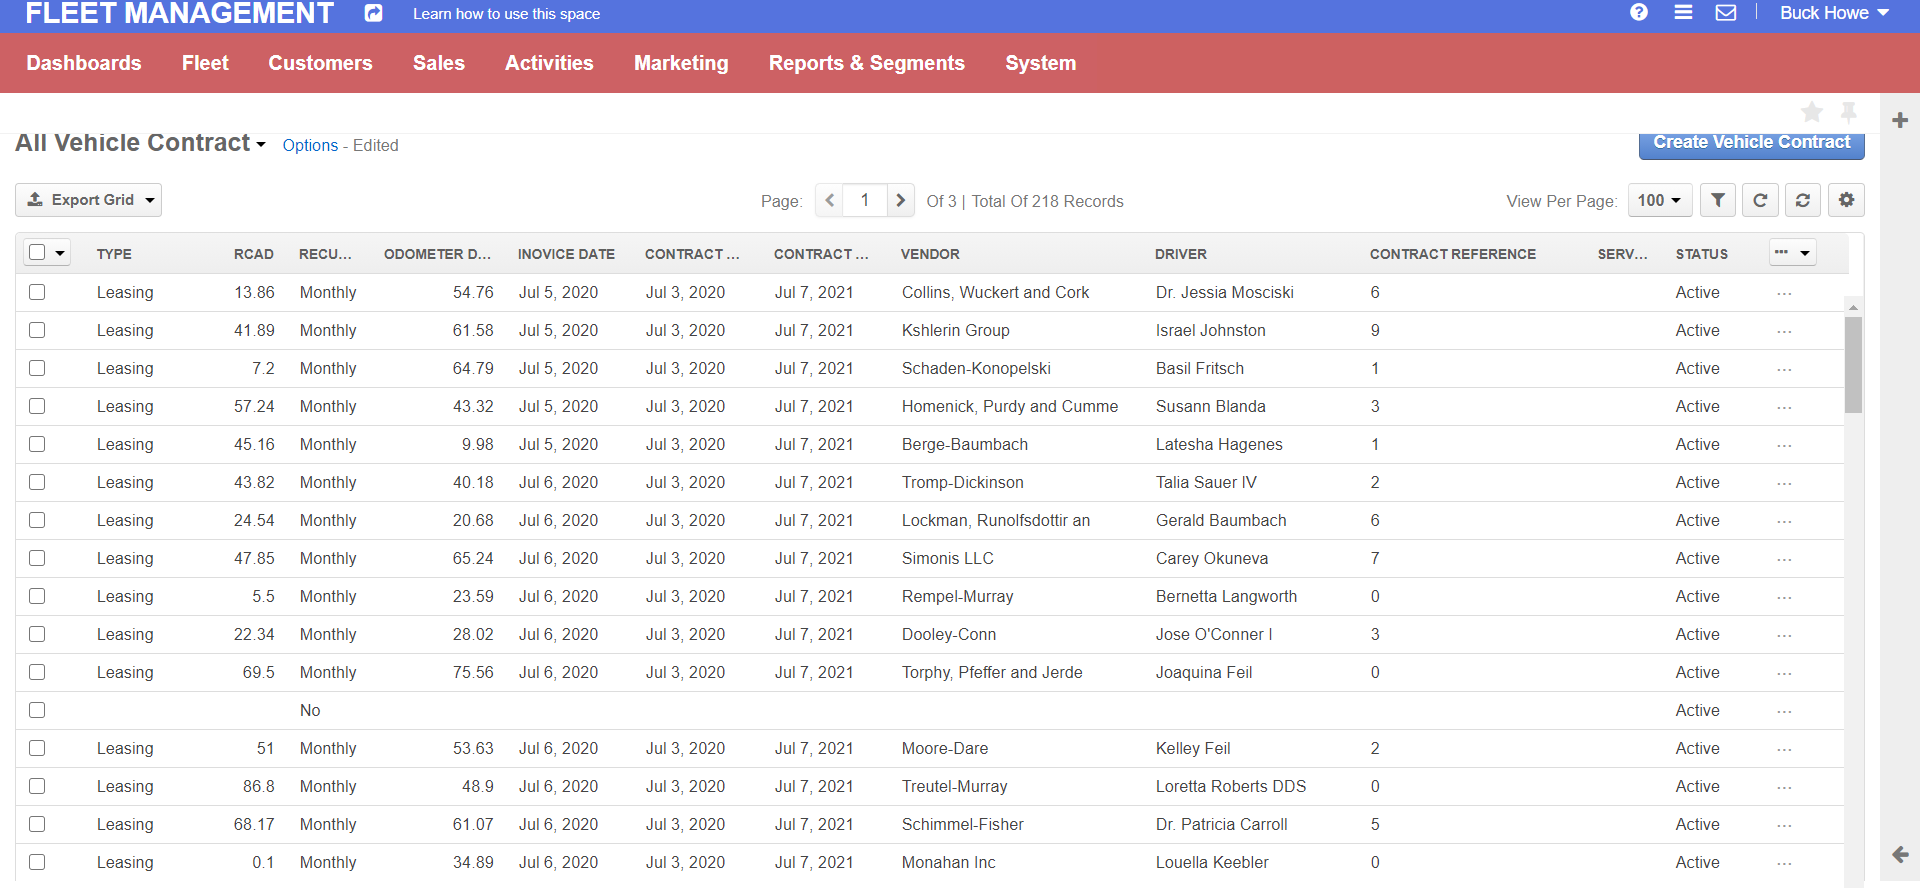 FLEET MANAGEMENT Learn how to use this space Buck Howe
Dashboards Fleet Customers Sales Activities Marketing Reports & Segments System
All Vehicle Contract Options - Edited Create Vehicle Contract
Export Grid Page: 1 Of 3 | Total Of 218 Records View Per Page: 100
TYPE RCAD RECU... ODOMETER D... INOVICE DATE CONTRACT ... CONTRACT ... VENDOR DRIVER CONTRACT REFERENCE SERV... STATUS ...
Leasing 13.86 Monthly 54.76 Jul 5, 2020 Jul 3, 2020 Jul 7, 2021 Collins, Wuckert and Cork Dr. Jessia Mosciski 6 Active ...
Leasing 41.89 Monthly 61.58 Jul 5, 2020 Jul 3, 2020 Jul 7, 2021 Kshlerin Group Israel Johnston 9 Active ...
Leasing 7.2 Monthly 64.79 Jul 5, 2020 Jul 3, 2020 Jul 7, 2021 Schaden-Konopelski Basil Fritsch 1 Active ...
Leasing 57.24 Monthly 43.32 Jul 5, 2020 Jul 3, 2020 Jul 7, 2021 Homenick, Purdy and Cumme Susann Blanda 3 Active ...
Leasing 45.16 Monthly 9.98 Jul 5, 2020 Jul 3, 2020 Jul 7, 2021 Berge-Baumbach Latesha Hagenes 1 Active ...
Leasing 43.82 Monthly 40.18 Jul 6, 2020 Jul 3, 2020 Jul 7, 2021 Tromp-Dickinson Talia Sauer IV 2 Active ...
Leasing 24.54 Monthly 20.68 Jul 6, 2020 Jul 3, 2020 Jul 7, 2021 Lockman, Runolfsdottir an Gerald Baumbach 6 Active ...
Leasing 47.85 Monthly 65.24 Jul 6, 2020 Jul 3, 2020 Jul 7, 2021 Simonis LLC Carey Okuneva 7 Active ...
Leasing 5.5 Monthly 23.59 Jul 6, 2020 Jul 3, 2020 Jul 7, 2021 Rempel-Murray Bernetta Langworth 0 Active ...
Leasing 22.34 Monthly 28.02 Jul 6, 2020 Jul 3, 2020 Jul 7, 2021 Dooley-Conn Jose O'Conner I 3 Active ...
Leasing 69.5 Monthly 75.56 Jul 6, 2020 Jul 3, 2020 Jul 7, 2021 Torphy, Pfeffer and Jerde Joaquina Feil 0 Active ...
No Active ...
Leasing 51 Monthly 53.63 Jul 6, 2020 Jul 3, 2020 Jul 7, 2021 Moore-Dare Kelley Feil 2 Active ...
Leasing 86.8 Monthly 48.9 Jul 6, 2020 Jul 3, 2020 Jul 7, 2021 Treutel-Murray Loretta Roberts DDS 0 Active ...
Leasing 68.17 Monthly 61.07 Jul 6, 2020 Jul 3, 2020 Jul 7, 2021 Schimmel-Fisher Dr. Patricia Carroll 5 Active ...
Leasing 0.1 Monthly 34.89 Jul 6, 2020 Jul 3, 2020 Jul 7, 2021 Monahan Inc Louella Keebler 0 Active ...